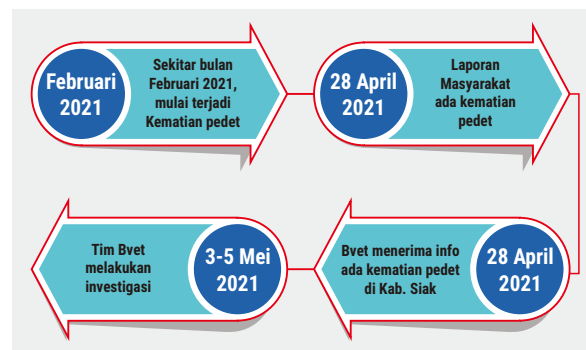 Februari
2021
Sekitar bulan
Februari 2021,
mulai terjadi
Kematian pedet
28 April
2021
Laporan
Masyarakat
ada kematian
pedet
28 April
2021
Bvet menerima info
ada kematian pedet
di Kab. Siak
3-5 Mei
2021
Tim Bvet
melakukan
investigasi